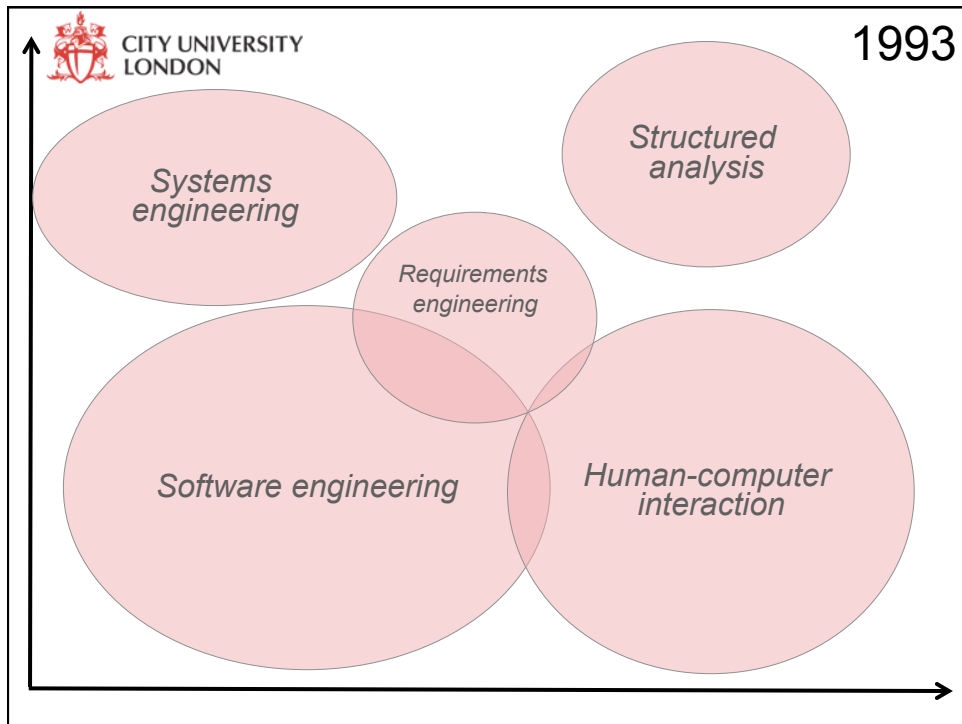 CITY UNIVERSITY
LONDON
1993
Structured
analysis
Systems
engineering
Requirements
engineering
Software engineering
Human-computer
interaction